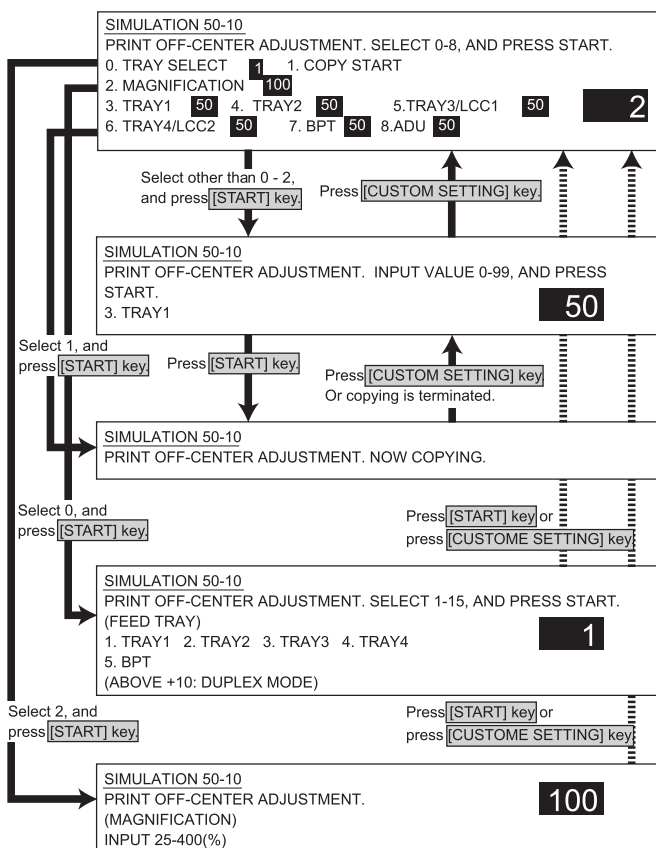 SIMULATION 50-10
PRINT OFF-CENTER ADJUSTMENT. SELECT 0-8, AND PRESS START.
0. TRAY SELECT 1 1. COPY START
2. MAGNIFICATION 100
3. TRAY1 50 4. TRAY2 50 5.TRAY3/LCC1 50
6. TRAY4/LCC2 50 7. BPT 50 8.ADU 50
2
Select other than 0 - 2,
and press [START] key.
Press [CUSTOM SETTING] key.
SIMULATION 50-10
PRINT OFF-CENTER ADJUSTMENT. INPUT VALUE 0-99, AND PRESS
START.
3. TRAY1
50
Select 1, and
press [START] key.
Press [START] key.
Press [CUSTOM SETTING] key.
Or copying is terminated.
SIMULATION 50-10
PRINT OFF-CENTER ADJUSTMENT. NOW COPYING.
Select 0, and
press [START] key.
Press [START] key or
press [CUSTOME SETTING] key.
SIMULATION 50-10
PRINT OFF-CENTER ADJUSTMENT. SELECT 1-15, AND PRESS START.
(FEED TRAY)
1. TRAY1 2. TRAY2 3. TRAY3 4. TRAY4
5. BPT
(ABOVE +10: DUPLEX MODE)
1
Select 2, and
press [START] key.
Press [START] key or
press [CUSTOME SETTING] key.
SIMULATION 50-10
PRINT OFF-CENTER ADJUSTMENT.
(MAGNIFICATION)
INPUT 25-400(%)
100